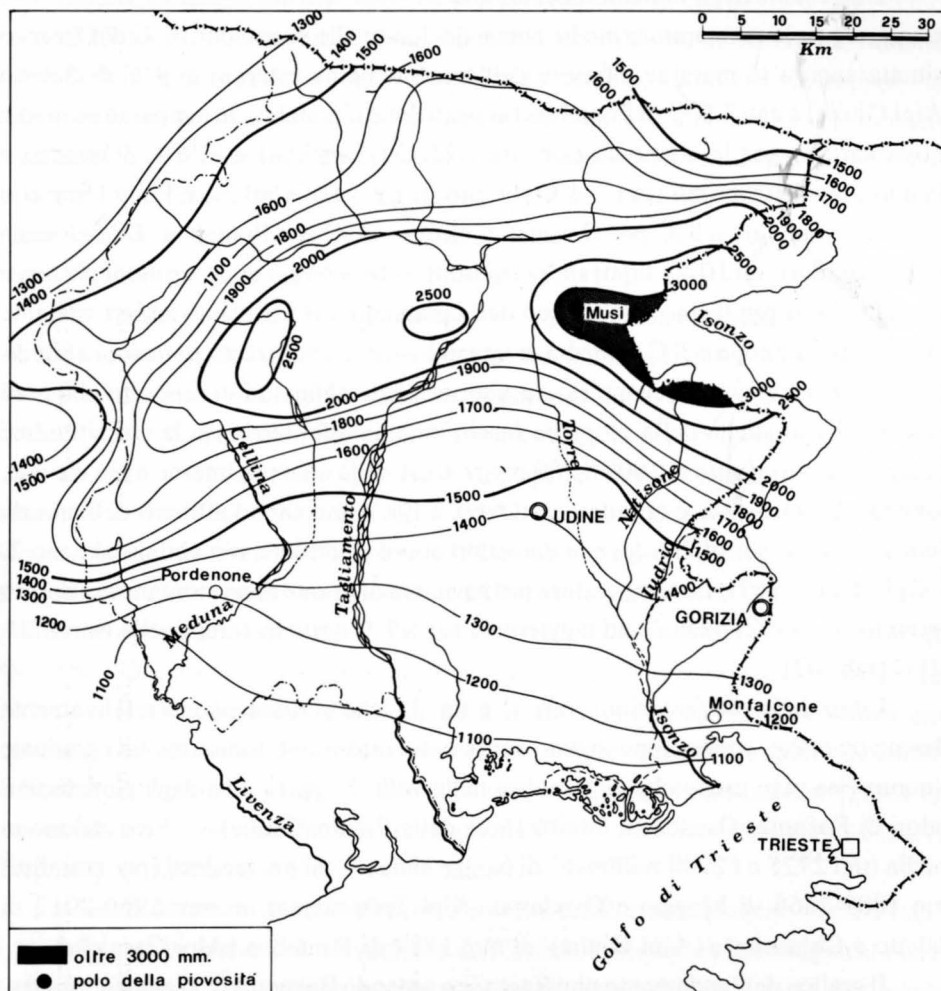 1300
1400
1500
1600
0 5 10 15 20 25 30
Km
1500
1600
1500
1600
1700
1800
1800
2000
1600
1700
1800
1900
2000
1300
1400
2500
2500
2500
3000
Musi
Isonzo
1900
2000
1800
1700
1600
3000
2500
Cellina
Torre
Natisone
1400
1500
1500
1400
UDINE
2000
1900
1800
1700
1600
1500
1400
Tagliamento
Judrio
1500
1400
1300
1200
1100
Pordenone
Meduna
GORIZIA
1300
1200
1300
Monfalcone
1200
1100
1100
Isonzo
Livenza
TRIESTE
Golfo di Trieste
oltre 3000 mm.
polo della piovosità